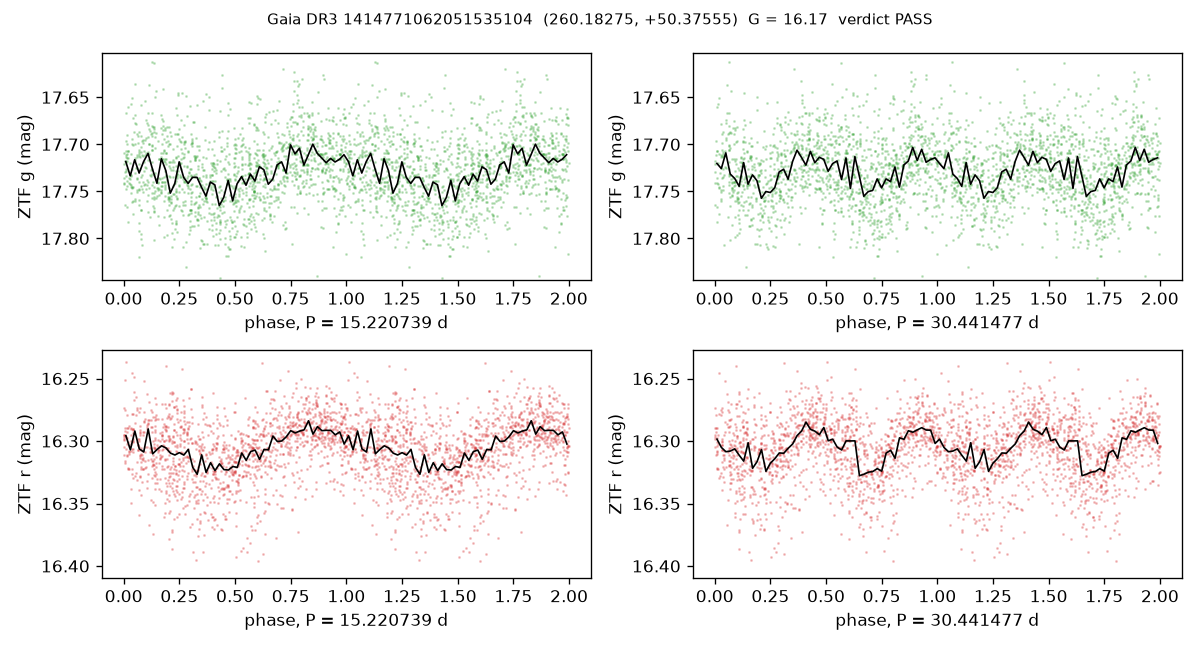 Gaia DR3 1414771062051535104  (260.18275, +50.37555)  G = 16.17  verdict PASS
ZTF g (mag)
17.65
17.70
17.75
17.80
0.00 0.25 0.50 0.75 1.00 1.25 1.50 1.75 2.00
phase, P = 15.220739 d
ZTF g (mag)
17.65
17.70
17.75
17.80
0.00 0.25 0.50 0.75 1.00 1.25 1.50 1.75 2.00
phase, P = 30.441477 d
ZTF r (mag)
16.25
16.30
16.35
16.40
0.00 0.25 0.50 0.75 1.00 1.25 1.50 1.75 2.00
phase, P = 15.220739 d
ZTF r (mag)
16.25
16.30
16.35
16.40
0.00 0.25 0.50 0.75 1.00 1.25 1.50 1.75 2.00
phase, P = 30.441477 d